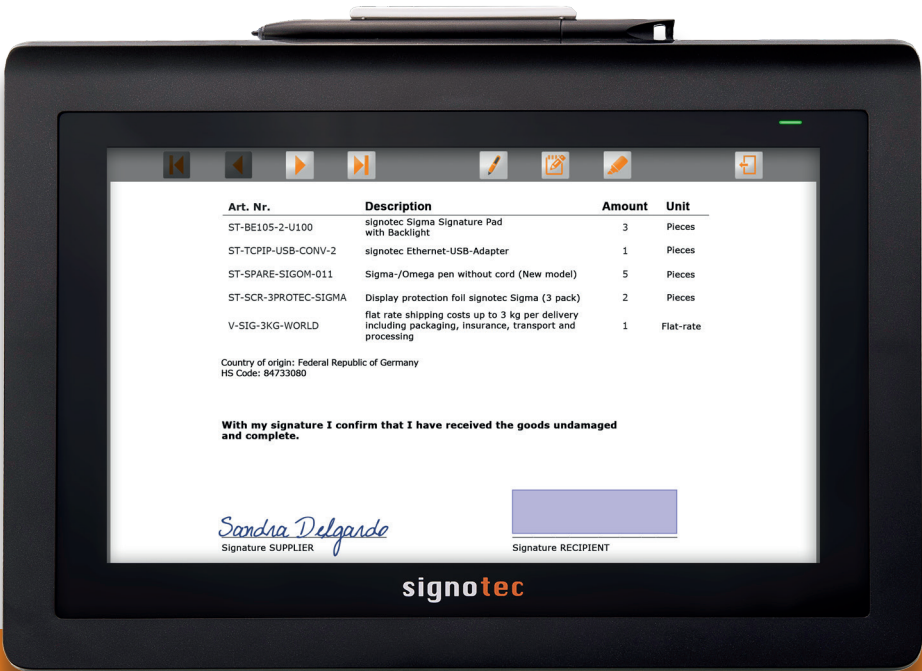 Art. Nr. Description Amount Unit
ST-BE105-2-U100 signotec Sigma Signature Pad 3 Pieces
with Backlight
ST-TCPIP-USB-CONV-2 signotec Ethernet-USB-Adapter 1 Pieces
ST-SPARE-SIGOM-011 Sigma-/Omega pen without cord (New model) 5 Pieces
ST-SCR-3PROTEC-SIGMA Display protection foil signotec Sigma (3 pack) 2 Pieces
flat rate shipping costs up to 3 kg per delivery
V-SIG-3KG-WORLD including packaging, insurance, transport and 1 Flat-rate
processing
Country of origin: Federal Republic of Germany
HS Code: 84733080
With my signature I confirm that I have received the goods undamaged
and complete.
Sandra Delgardo
Signature SUPPLIER Signature RECIPIENT
signotec